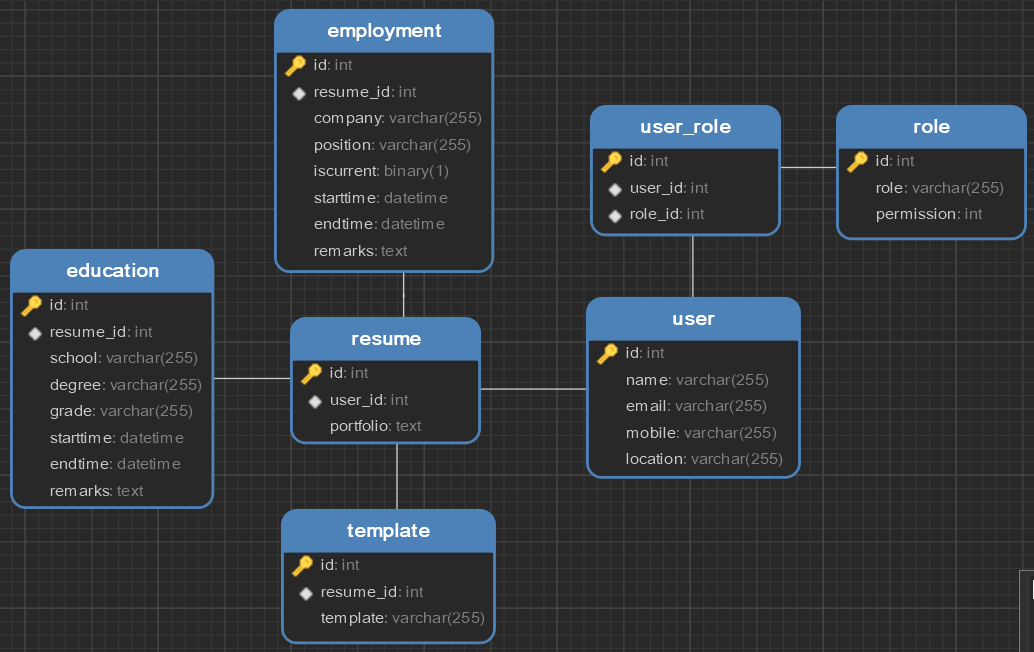 employment
id: int
resume_id: int
company: varchar(255)
position: varchar(255)
iscurrent: binary(1)
starttime: datetime
endtime: datetime
remarks: text
user_role
id: int
user_id: int
role_id: int
role
id: int
role: varchar(255)
permission: int
education
id: int
resume_id: int
school: varchar(255)
degree: varchar(255)
grade: varchar(255)
starttime: datetime
endtime: datetime
remarks: text
resume
id: int
user_id: int
portfolio: text
user
id: int
name: varchar(255)
email: varchar(255)
mobile: varchar(255)
location: varchar(255)
template
id: int
resume_id: int
template: varchar(255)